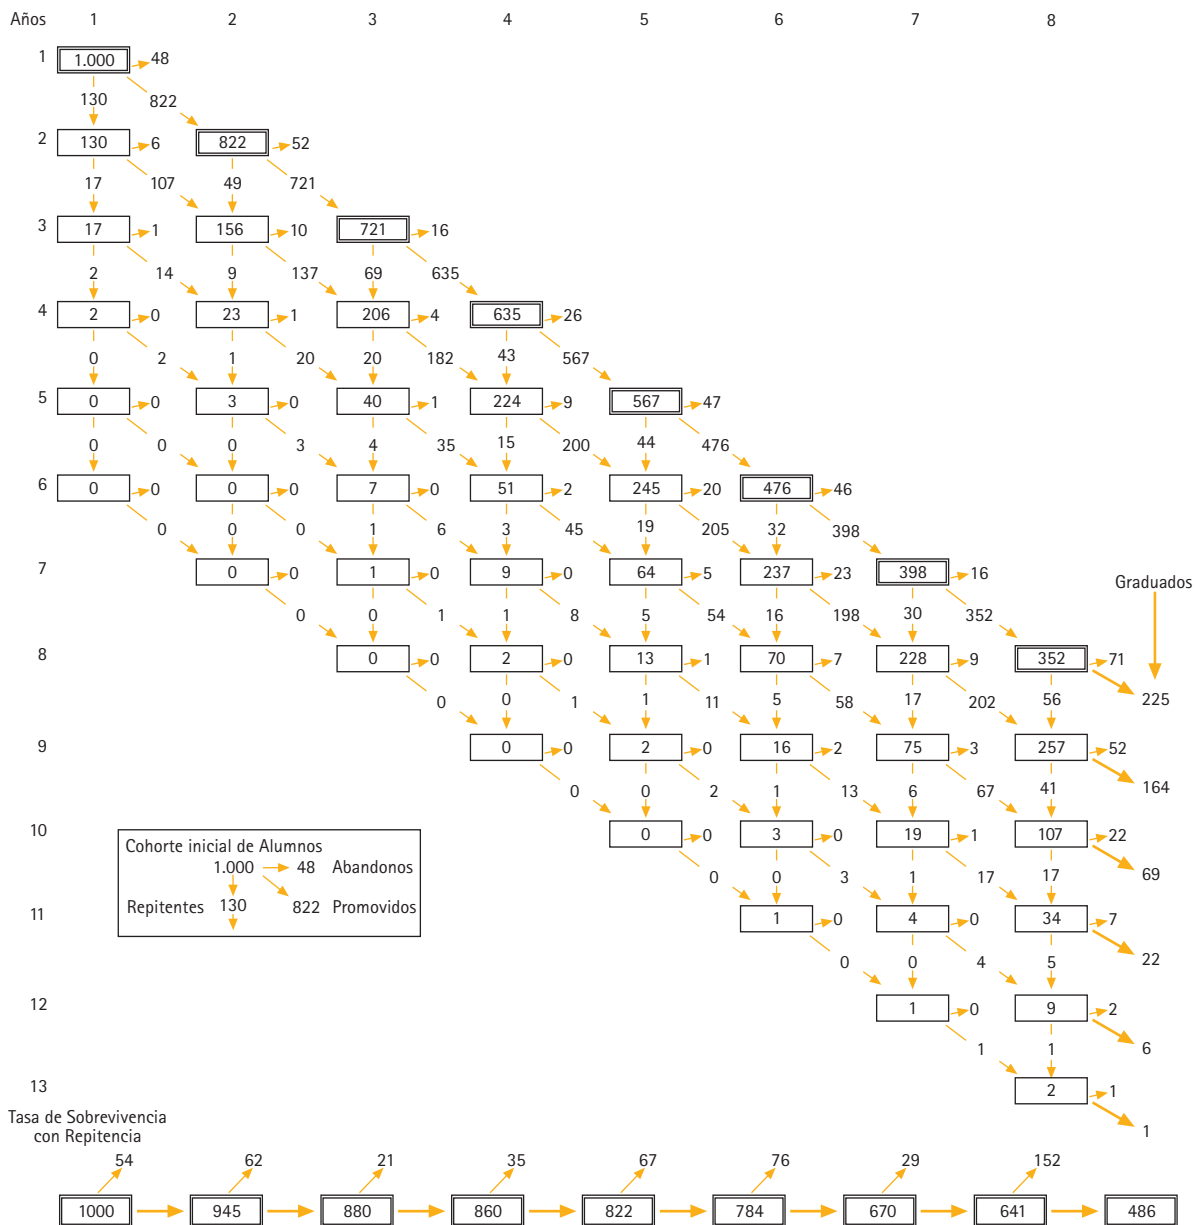 Años 1 2 3 4 5 6 7 8
1 1.000 48
130 822
2 130 6 822 52
17 107 49 721
3 17 1 156 10 721 16
2 14 9 137 69 635
4 2 0 23 1 206 4 635 26
0 2 1 20 20 182 43 567
5 0 0 3 0 40 1 224 9 567 47
0 0 0 3 4 35 15 200 44 476
6 0 0 0 0 7 0 51 2 245 20 476 46
0 0 0 1 6 3 45 19 205 32 398
7 0 0 1 0 9 0 64 5 237 23 398 16
Graduados
0 0 1 1 8 5 54 16 198 30 352
8 0 0 2 0 13 1 70 7 228 9 352 71
0 0 1 1 11 5 58 17 202 56 225
9 0 0 2 0 16 2 75 3 257 52
0 0 2 1 13 6 67 41 164
10 0 0 3 0 19 1 107 22
0 0 3 1 17 17 69
11 1 0 4 0 34 7
0 0 4 5 22
12 1 0 9 2
1 1 6
13 2 1
1
Cohorte inicial de Alumnos
1.000 48 Abandonos
Repitentes 130 822 Promovidos
Tasa de Sobrevivencia
con Repitencia
54 62 21 35 67 76 29 152
1000 945 880 860 822 784 670 641 486